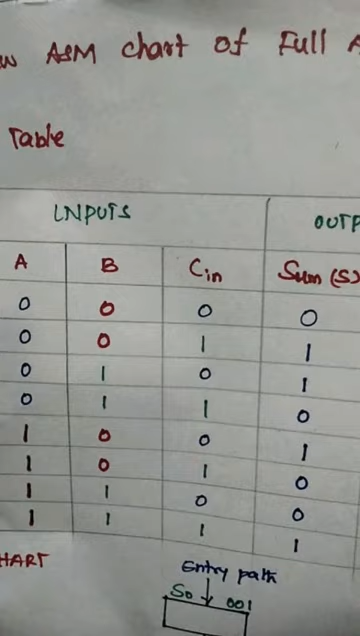 ASM chart of Full
Table
INPUTS OUTP
A B Cin Sum (S)
0 0 0 0
0 0 1 1
0 1 0 1
0 1 1 0
1 0 0 1
1 0 1 0
1 1 0 0
1 1 1 1
HART
Entry path
S0 001